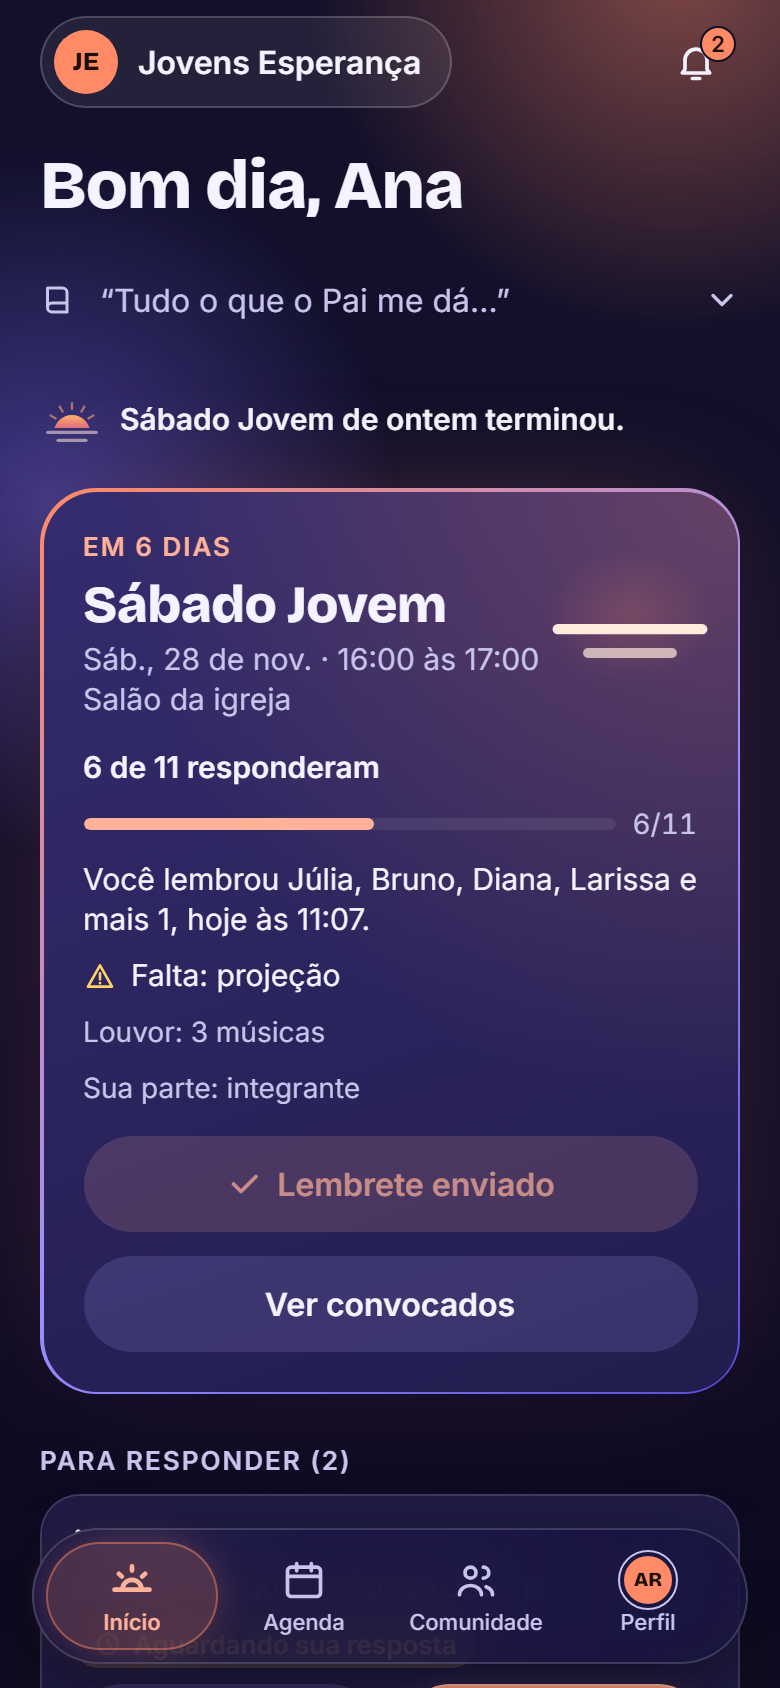 JE
Jovens Esperança
2
Bom dia, Ana
“Tudo o que o Pai me dá...”
Sábado Jovem de ontem terminou.
EM 6 DIAS
Sábado Jovem
Sáb., 28 de nov. · 16:00 às 17:00
Salão da igreja
6 de 11 responderam
6/11
Você lembrou Júlia, Bruno, Diana, Larissa e
mais 1, hoje às 11:07.
Falta: projeção
Louvor: 3 músicas
Sua parte: integrante
Lembrete enviado
Ver convocados
PARA RESPONDER (2)
AR
Início
Agenda
Comunidade
Perfil
Aguardando sua resposta